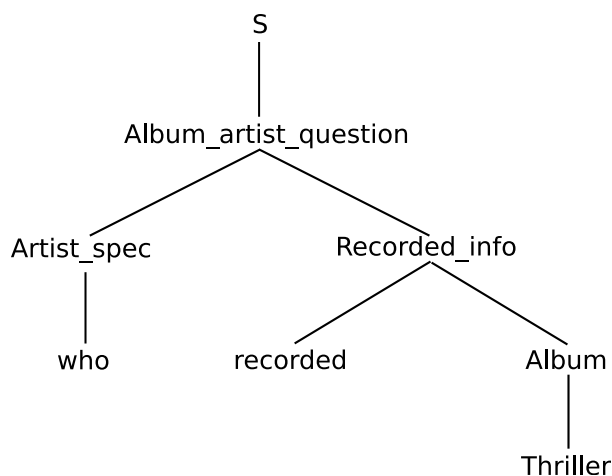 S
Album_artist_question
Artist_spec Recorded_info
who recorded Album
Thriller